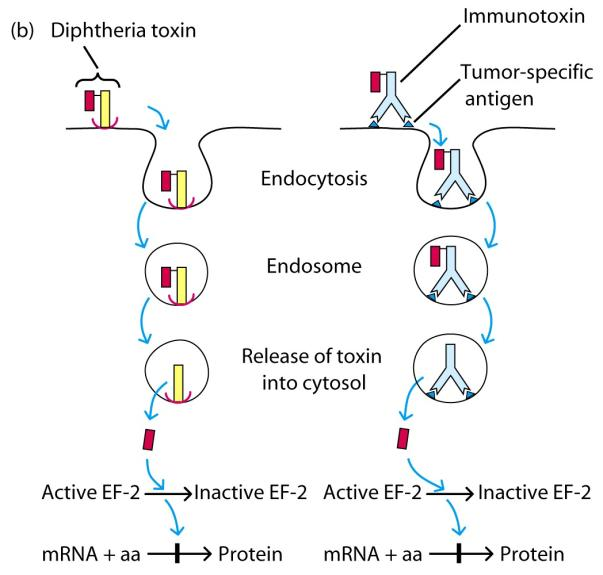 (b) Diphtheria toxin
Immunotoxin
Tumor-specific
antigen
Endocytosis
Endosome
Release of toxin
into cytosol
Active EF-2 Inactive EF-2
Active EF-2 Inactive EF-2
mRNA + aa Protein
mRNA + aa Protein